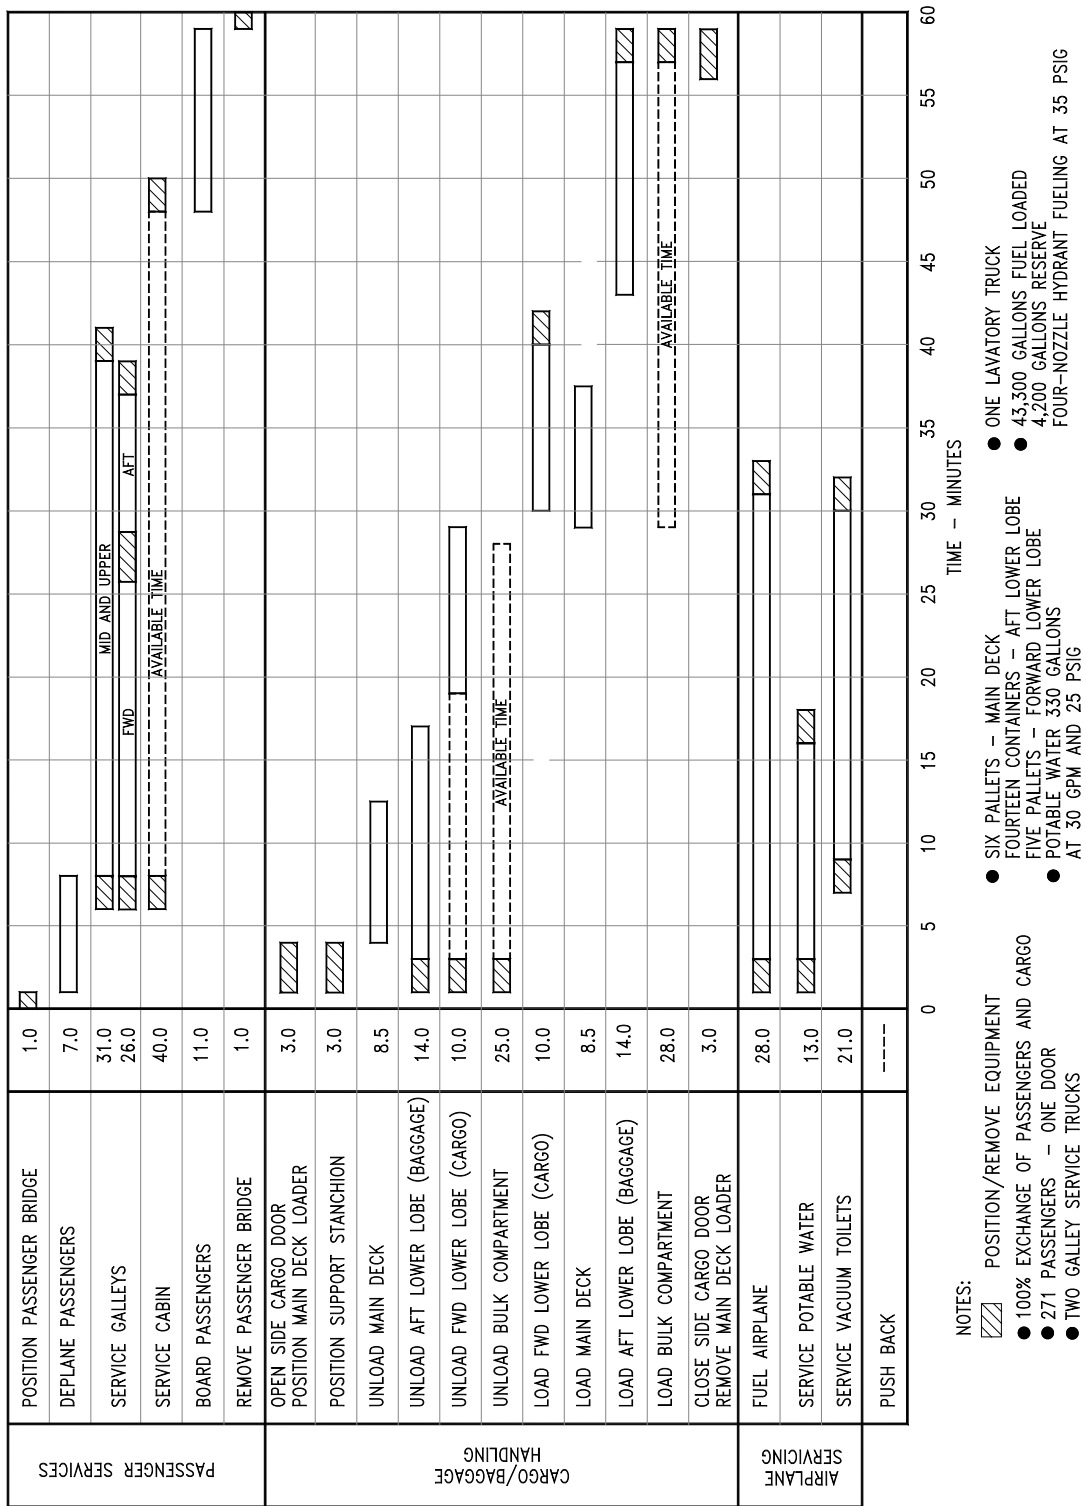 PASSENGER SERVICES
POSITION PASSENGER BRIDGE 1.0
DEPLANE PASSENGERS 7.0
SERVICE GALLEYS 31.0
26.0
MID AND UPPER
FWD AFT
SERVICE CABIN 40.0 AVAILABLE TIME
BOARD PASSENGERS 11.0
REMOVE PASSENGER BRIDGE 1.0
CARGO/BAGGAGE
HANDLING
OPEN SIDE CARGO DOOR
POSITION MAIN DECK LOADER 3.0
POSITION SUPPORT STANCHION 3.0
UNLOAD MAIN DECK 8.5
UNLOAD AFT LOWER LOBE (BAGGAGE) 14.0
UNLOAD FWD LOWER LOBE (CARGO) 10.0
UNLOAD BULK COMPARTMENT 25.0 AVAILABLE TIME
LOAD FWD LOWER LOBE (CARGO) 10.0
LOAD MAIN DECK 8.5
LOAD AFT LOWER LOBE (BAGGAGE) 14.0
LOAD BULK COMPARTMENT 28.0 AVAILABLE TIME
CLOSE SIDE CARGO DOOR
REMOVE MAIN DECK LOADER 3.0
AIRPLANE
SERVICING
FUEL AIRPLANE 28.0
SERVICE POTABLE WATER 13.0
SERVICE VACUUM TOILETS 21.0
PUSH BACK ----
0 5 10 15 20 25 30 35 40 45 50 55 60
TIME - MINUTES
NOTES:
POSITION/REMOVE EQUIPMENT
● 100% EXCHANGE OF PASSENGERS AND CARGO
● 271 PASSENGERS - ONE DOOR
● TWO GALLEY SERVICE TRUCKS
● SIX PALLETS - MAIN DECK
FOURTEEN CONTAINERS - AFT LOWER LOBE
FIVE PALLETS - FORWARD LOWER LOBE
● POTABLE WATER 330 GALLONS
AT 30 GPM AND 25 PSIG
● ONE LAVATORY TRUCK
● 43,300 GALLONS FUEL LOADED
4,200 GALLONS RESERVE
FOUR-NOZZLE HYDRANT FUELING AT 35 PSIG